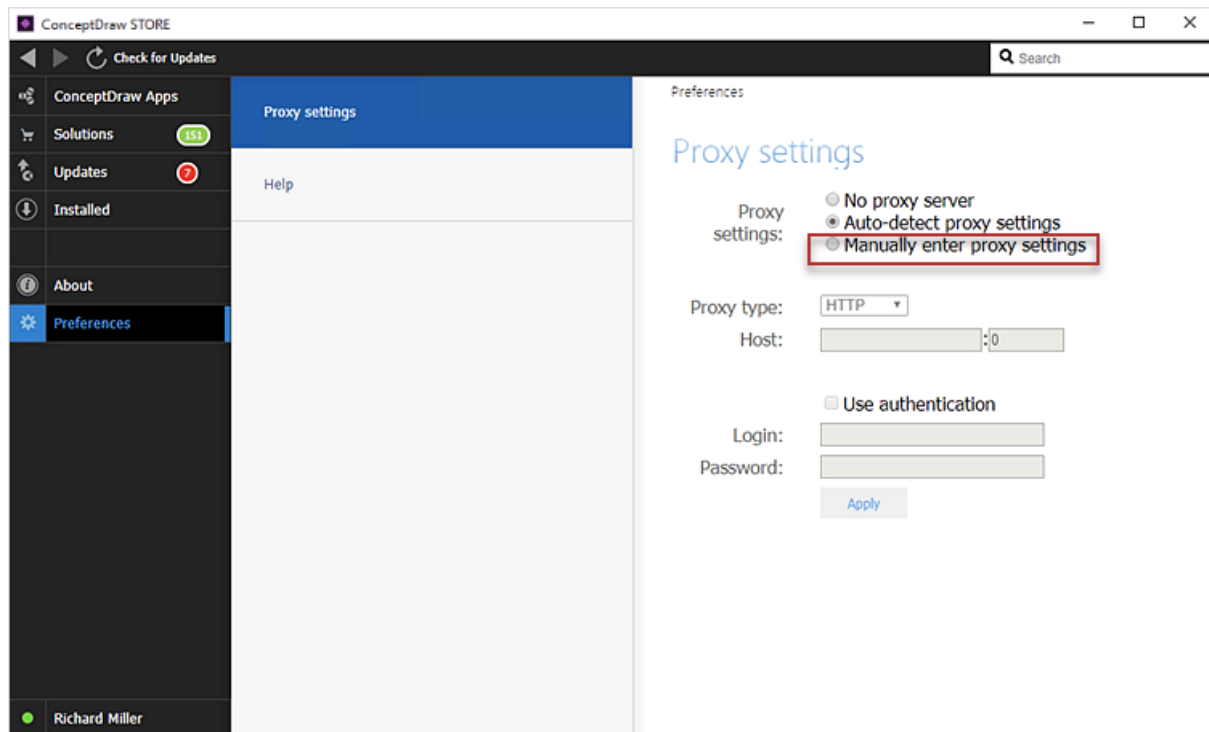 ConceptDraw STORE
Check for Updates
Search
ConceptDraw Apps
Solutions 151
Updates 7
Installed
About
Preferences
Richard Miller
Proxy settings
Help
Preferences
Proxy settings
Proxy settings:
No proxy server
Auto-detect proxy settings
Manually enter proxy settings
Proxy type: HTTP
Host: :0
Use authentication
Login:
Password:
Apply